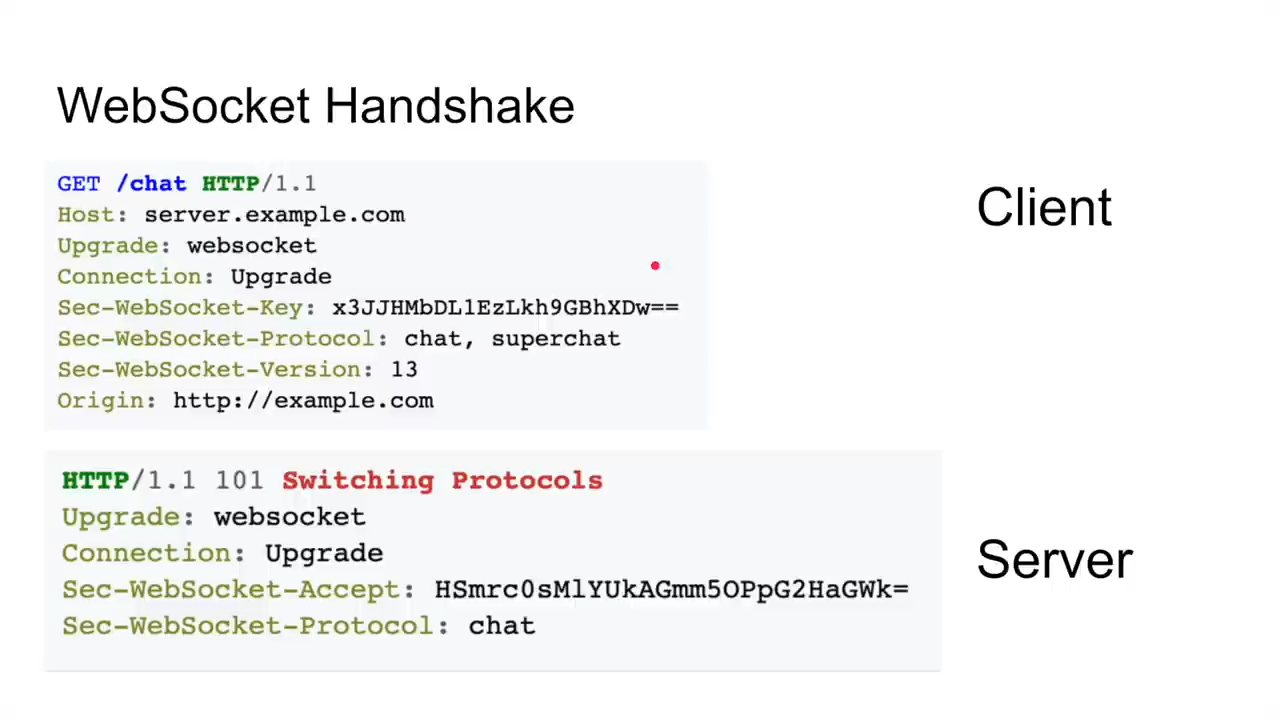 WebSocket Handshake
GET /chat HTTP/1.1
Host: server.example.com
Upgrade: websocket
Connection: Upgrade
Sec-WebSocket-Key: x3JJHMbDL1EzLkh9GBhXDw==
Sec-WebSocket-Protocol: chat, superchat
Sec-WebSocket-Version: 13
Origin: http://example.com
Client
HTTP/1.1 101 Switching Protocols
Upgrade: websocket
Connection: Upgrade
Sec-WebSocket-Accept: HSmrc0sMlYUkAGmm5OPpG2HaGWk=
Sec-WebSocket-Protocol: chat
Server